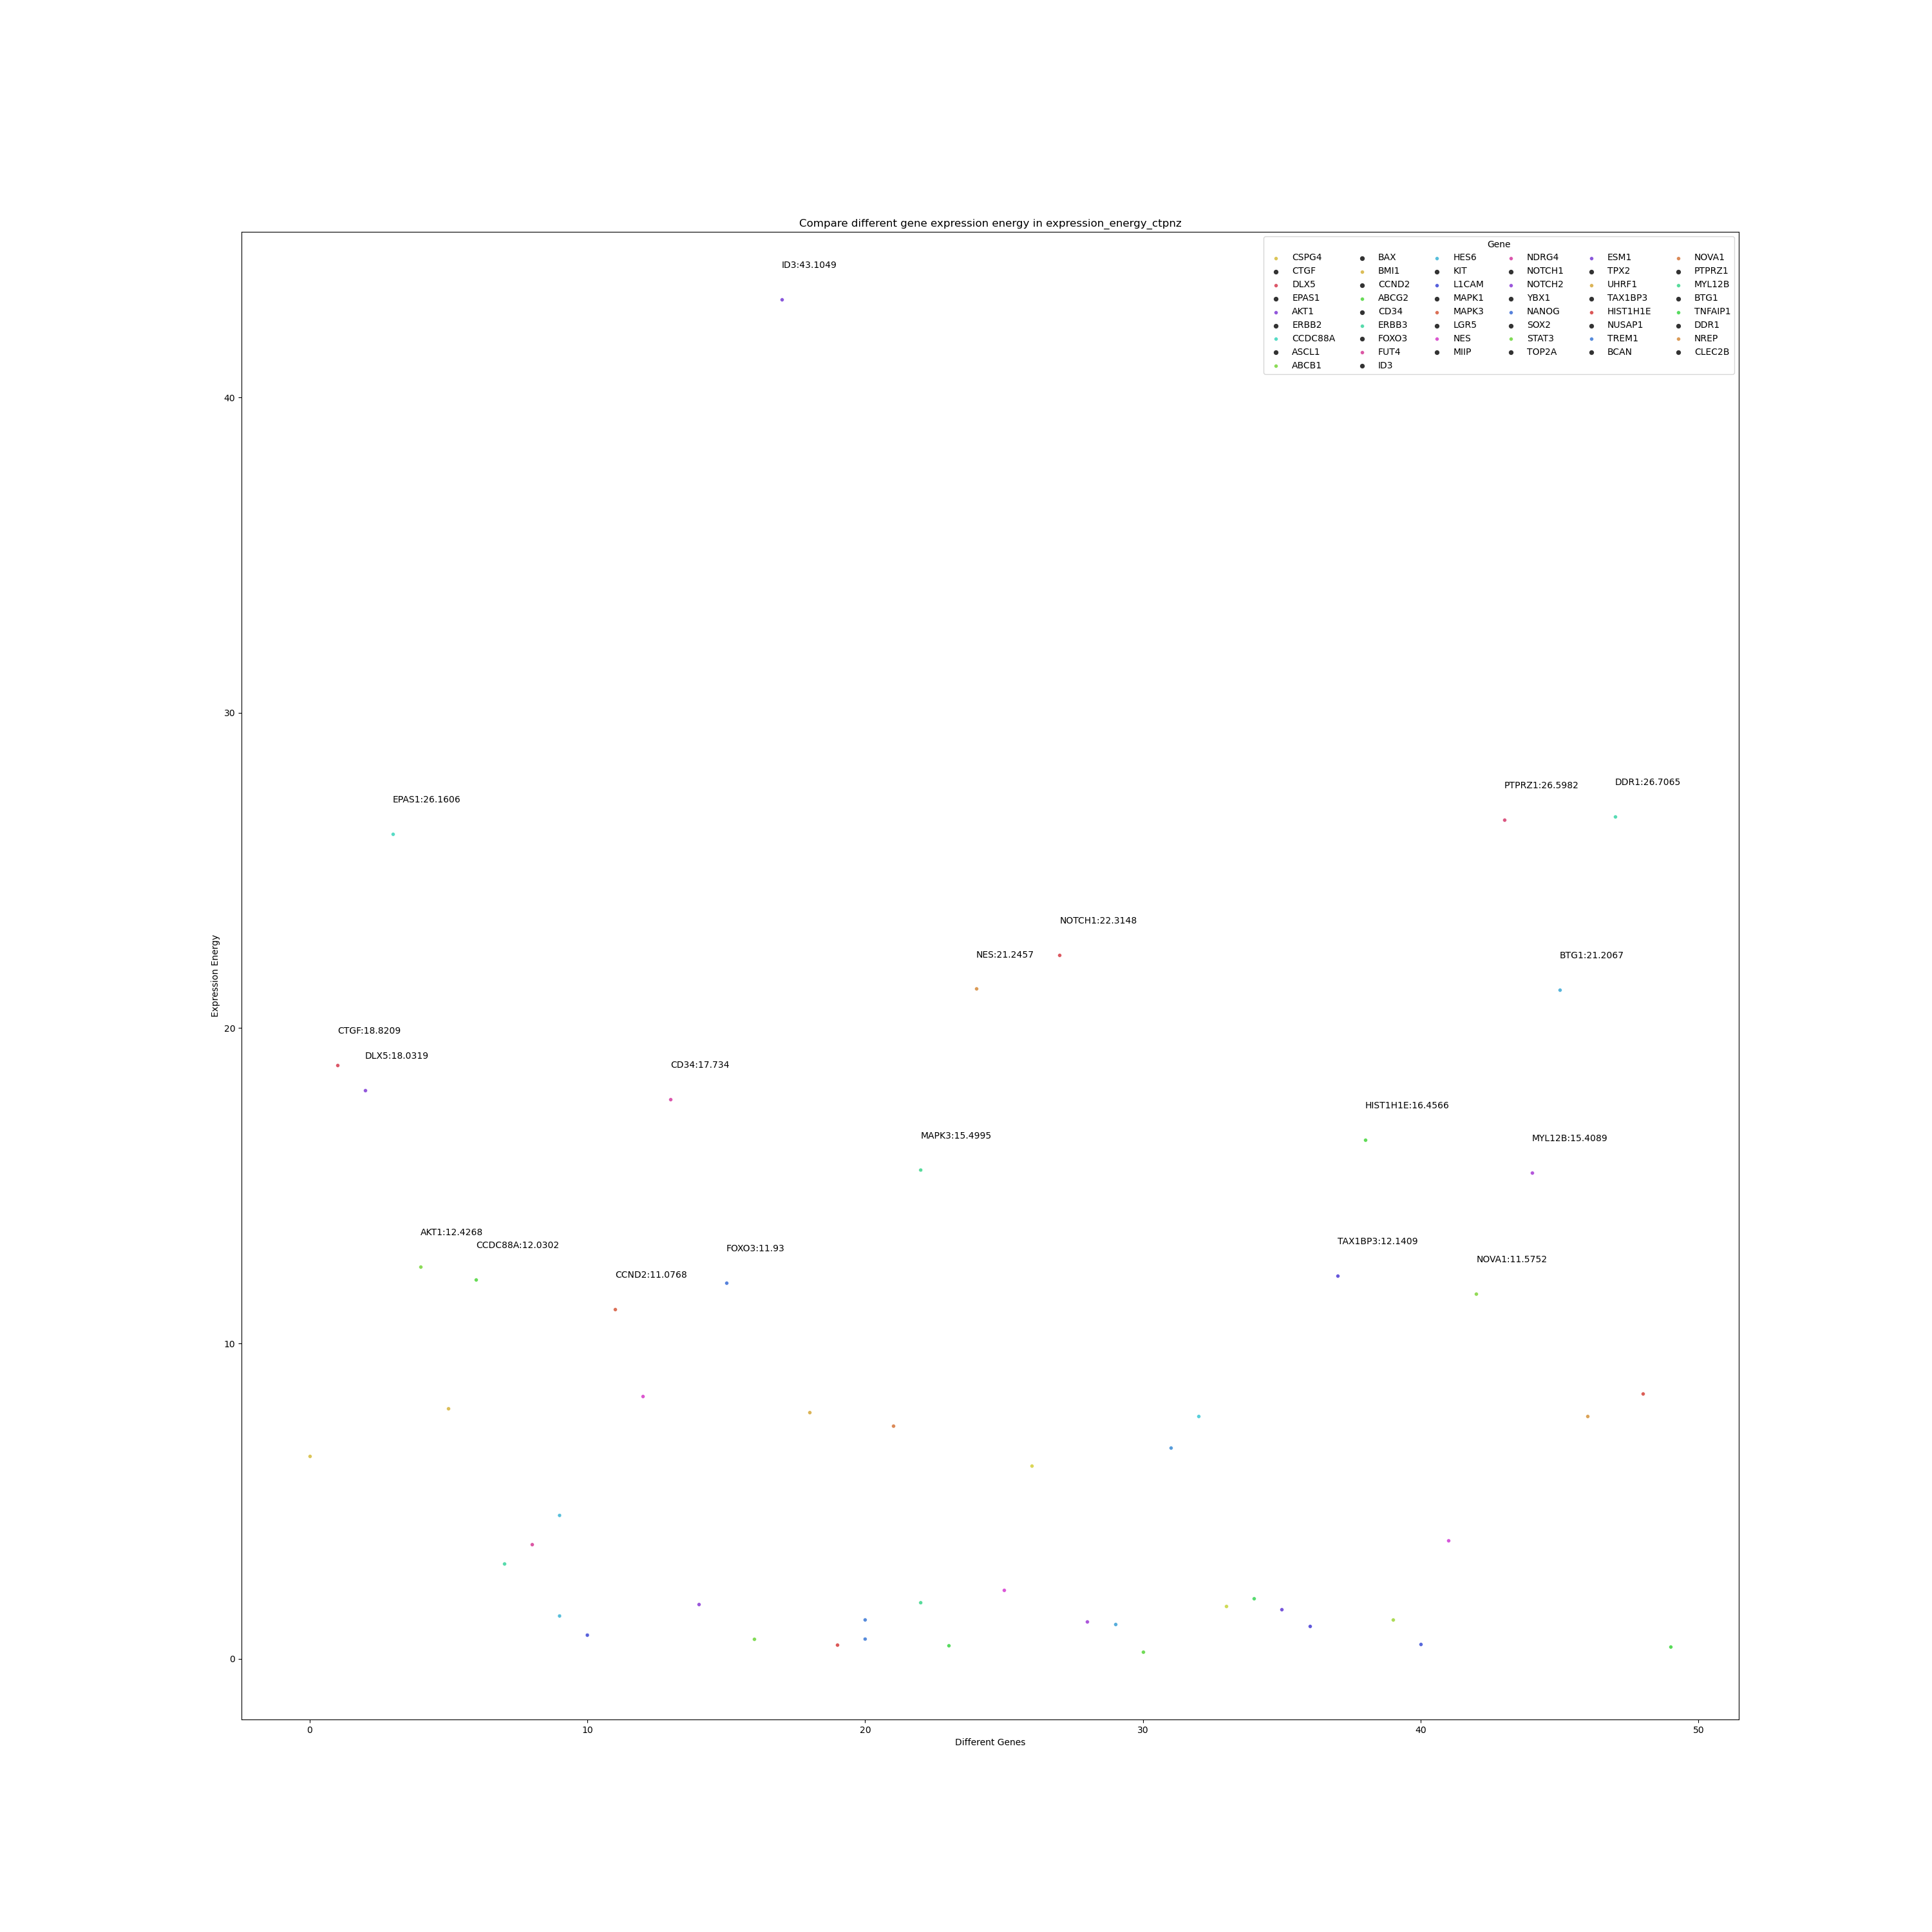 Compare different gene expression energy in expression_energy_ctpnz
Gene
CSPG4 BAX HES6 NDRG4 ESM1 NOVA1
CTGF BMI1 KIT NOTCH1 TPX2 PTPRZ1
DLX5 CCND2 L1CAM NOTCH2 UHRF1 MYL12B
EPAS1 ABCG2 MAPK1 YBX1 TAX1BP3 BTG1
AKT1 CD34 MAPK3 NANOG HIST1H1E TNFAIP1
ERBB2 ERBB3 LGR5 SOX2 NUSAP1 DDR1
CCDC88A FOXO3 NES STAT3 TREM1 NREP
ASCL1 FUT4 MIIP TOP2A BCAN CLEC2B
ABCB1 ID3
ID3:43.1049
DDR1:26.7065
PTPRZ1:26.5982
EPAS1:26.1606
NOTCH1:22.3148
NES:21.2457
BTG1:21.2067
CTGF:18.8209
DLX5:18.0319
CD34:17.734
HIST1H1E:16.4566
MAPK3:15.4995
MYL12B:15.4089
AKT1:12.4268
TAX1BP3:12.1409
CCDC88A:12.0302
FOXO3:11.93
NOVA1:11.5752
CCND2:11.0768
40
30
20
10
0
Expression Energy
0 10 20 30 40 50
Different Genes